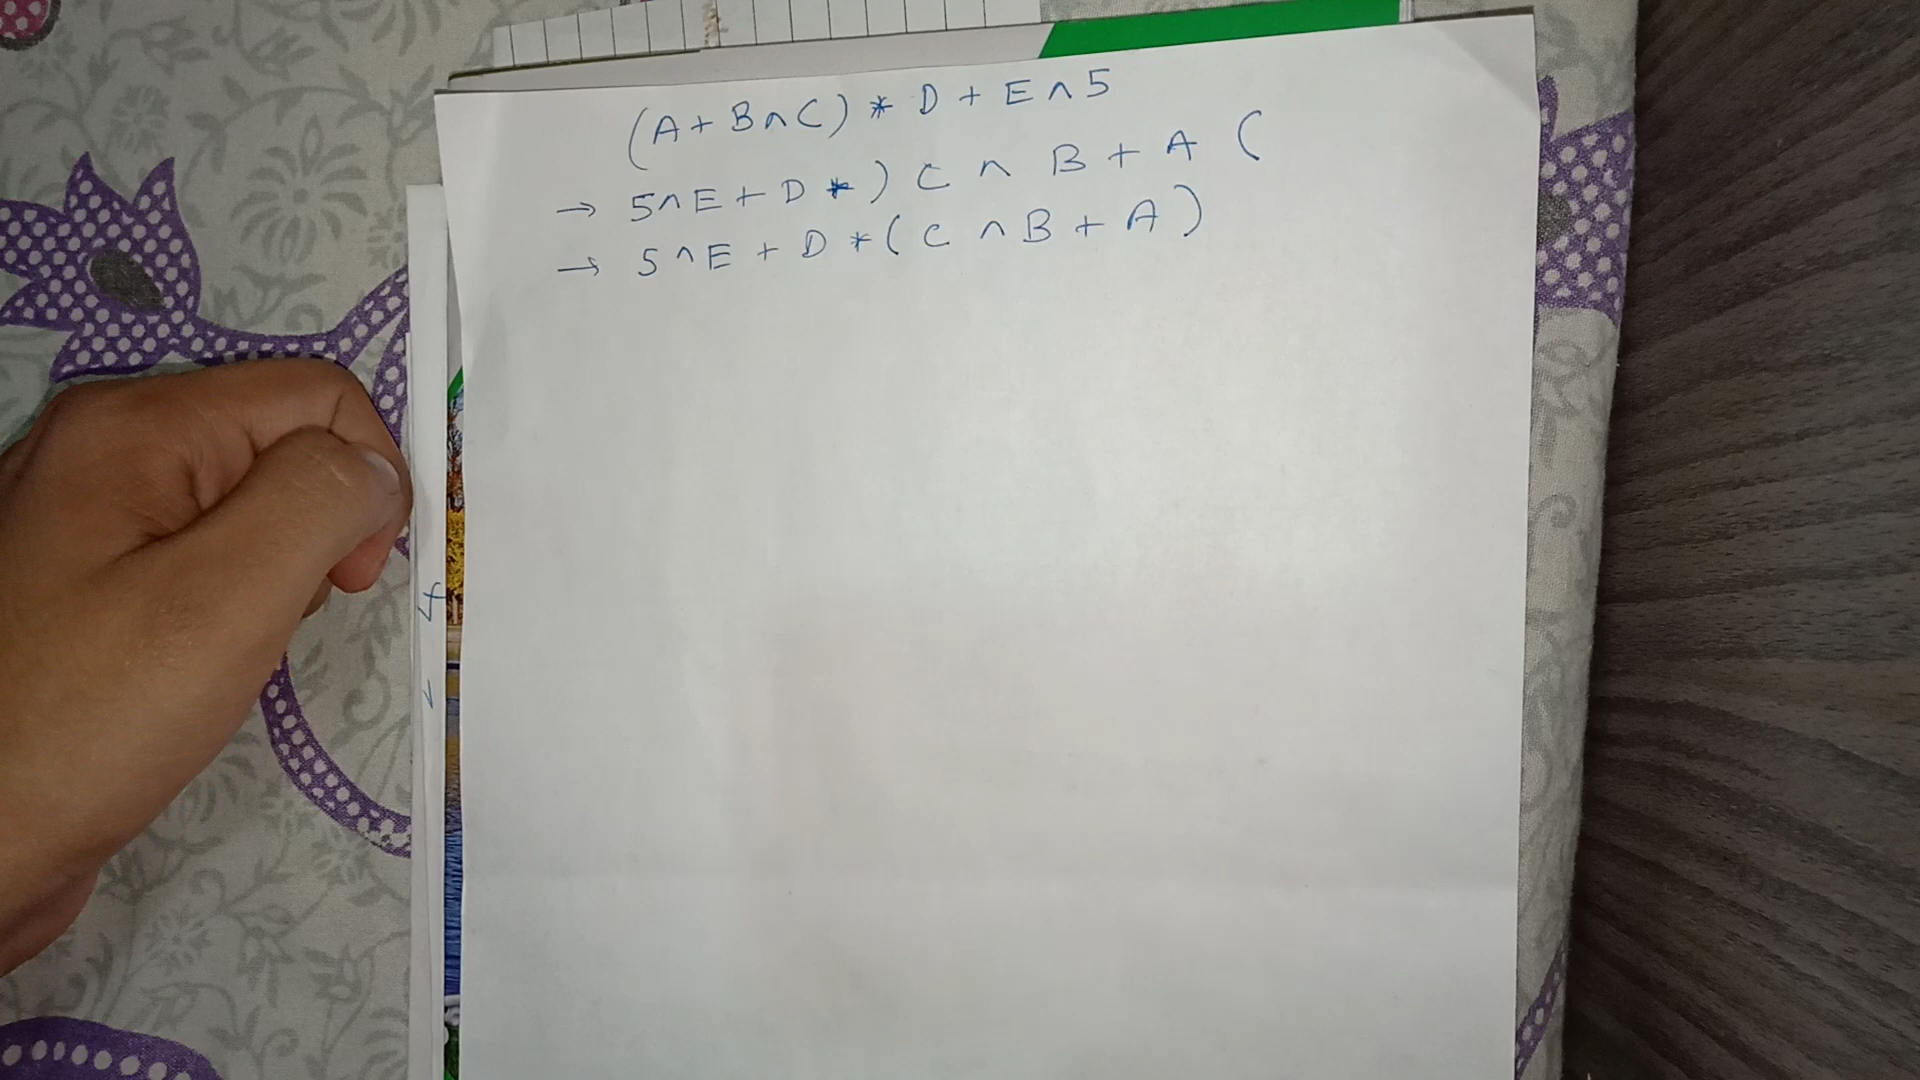 (A + B ^ C) * D + E ^ 5
→ 5 ^ E + D * ) C ^ B + A (
→ 5 ^ E + D * ( C ^ B + A )